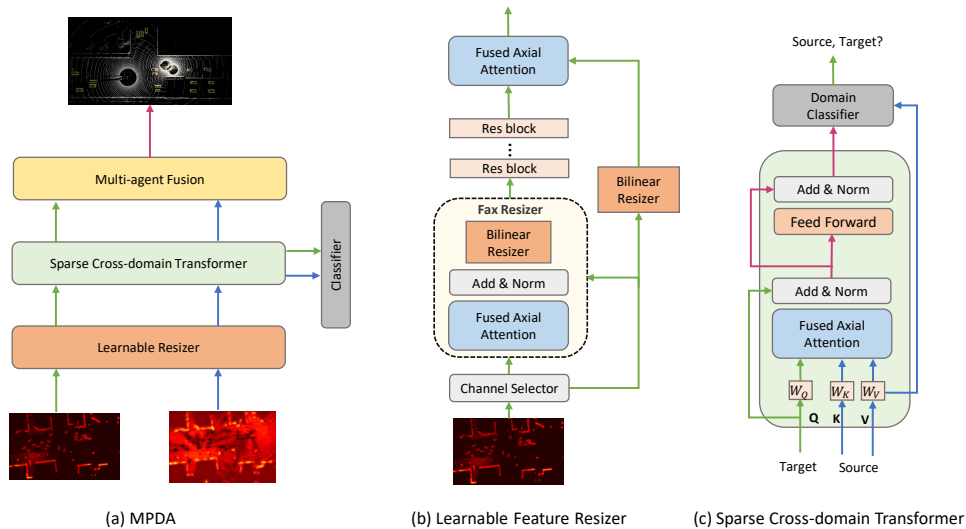 Multi-agent Fusion
Sparse Cross-domain Transformer
Classifier
Learnable Resizer
(a) MPDA
Fused Axial
Attention
Res block
Res block
Bilinear
Resizer
Fax Resizer
Bilinear
Resizer
Add & Norm
Fused Axial
Attention
Channel Selector
(b) Learnable Feature Resizer
Source, Target?
Domain
Classifier
Add & Norm
Feed Forward
Add & Norm
Fused Axial
Attention
W_Q W_K W_V
Q K V
Target Source
(c) Sparse Cross-domain Transformer